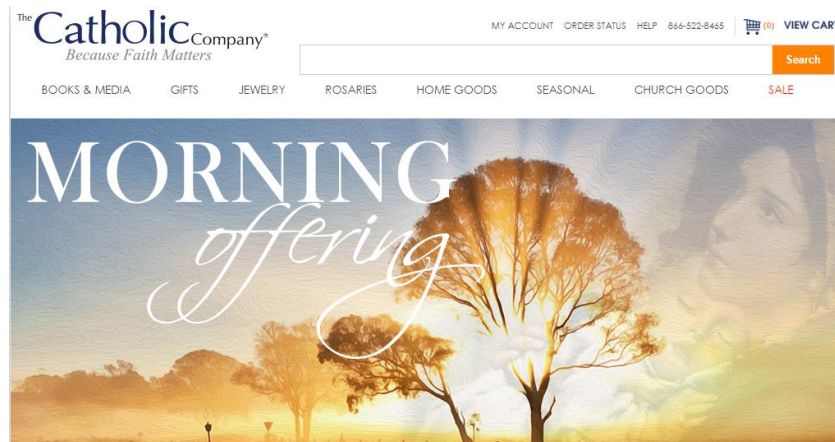 The Catholic Company®
Because Faith Matters
MY ACCOUNT ORDER STATUS HELP 866-522-8465 (0) VIEW CART
Search
BOOKS & MEDIA GIFTS JEWELRY ROSARIES HOME GOODS SEASONAL CHURCH GOODS SALE
MORNING
offering